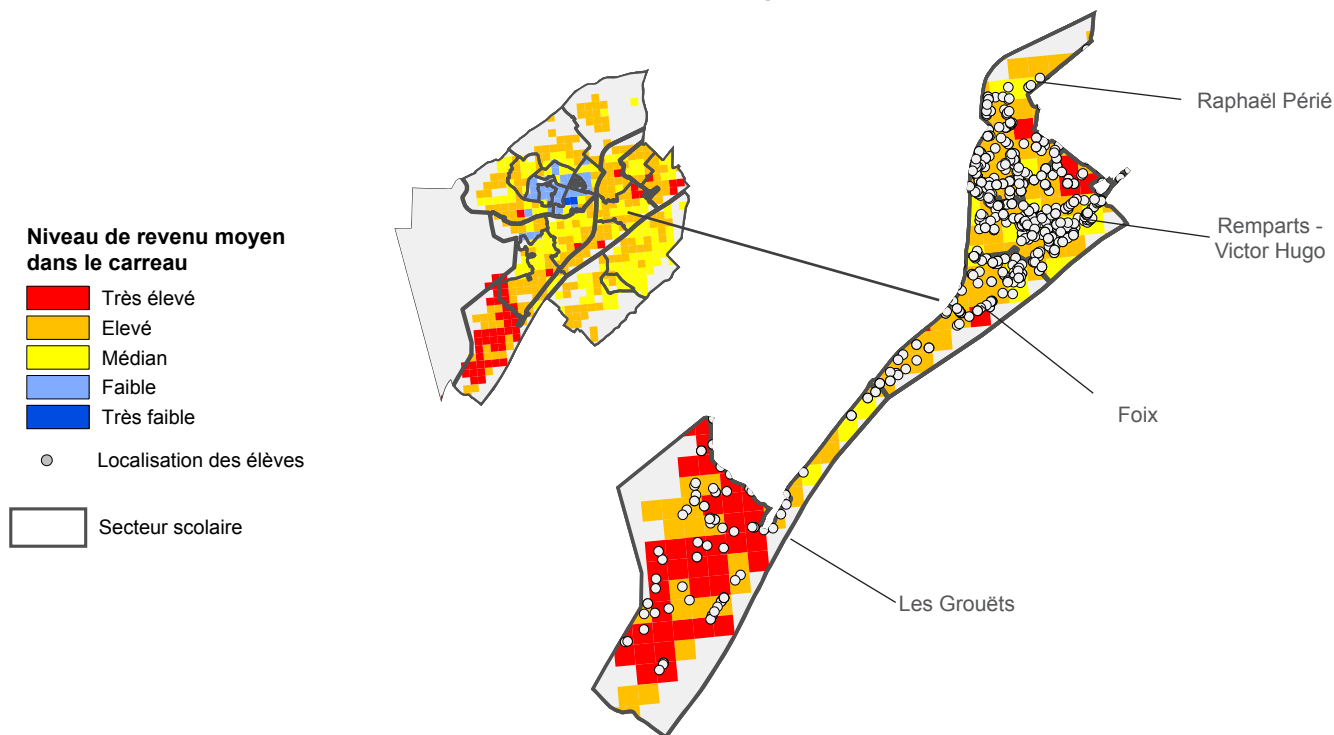 Niveau de revenu moyen
dans le carreau
Très élevé
Elevé
Médian
Faible
Très faible
Localisation des élèves
Secteur scolaire
Raphaël Périé
Remparts -
Victor Hugo
Foix
Les Grouëts